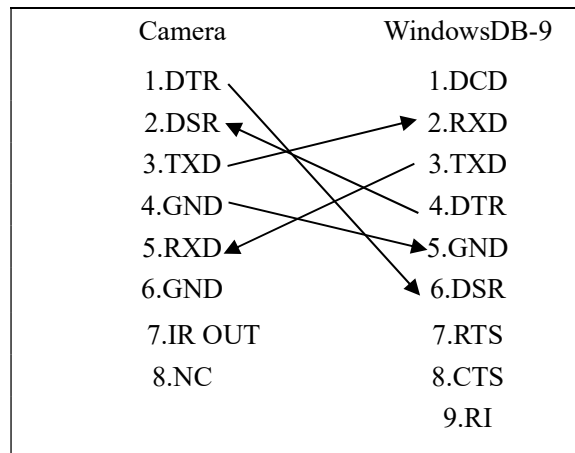 Camera WindowsDB-9
1.DTR 1.DCD
2.DSR 2.RXD
3.TXD 3.TXD
4.GND 4.DTR
5.RXD 5.GND
6.GND 6.DSR
7.IR OUT 7.RTS
8.NC 8.CTS
9.RI